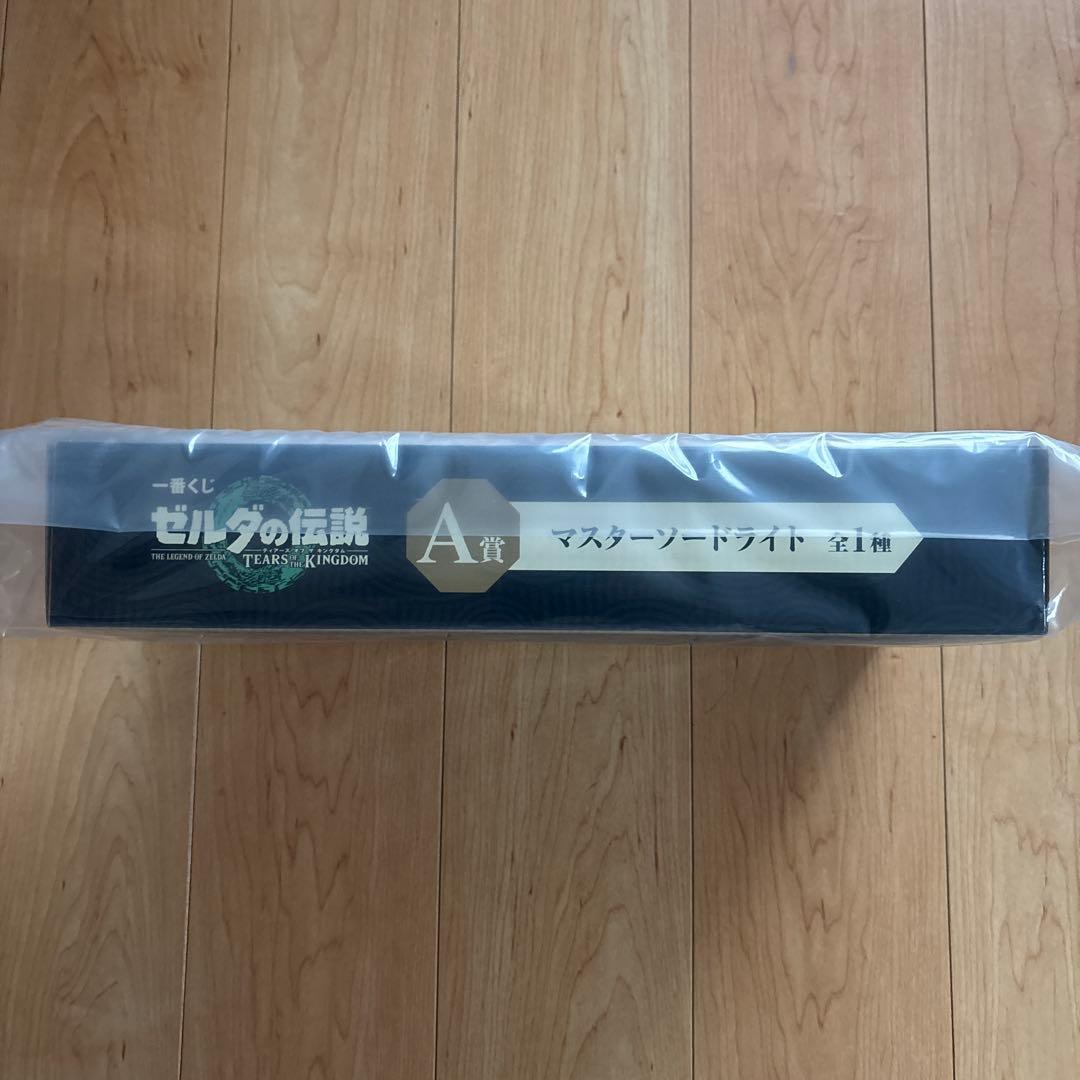 一番くじ
ゼルダの伝説
ティアーズ オブ ザ キングダム
THE LEGEND OF ZELDA
TEARS OF THE KINGDOM
A賞
マスターソードライト 全1種